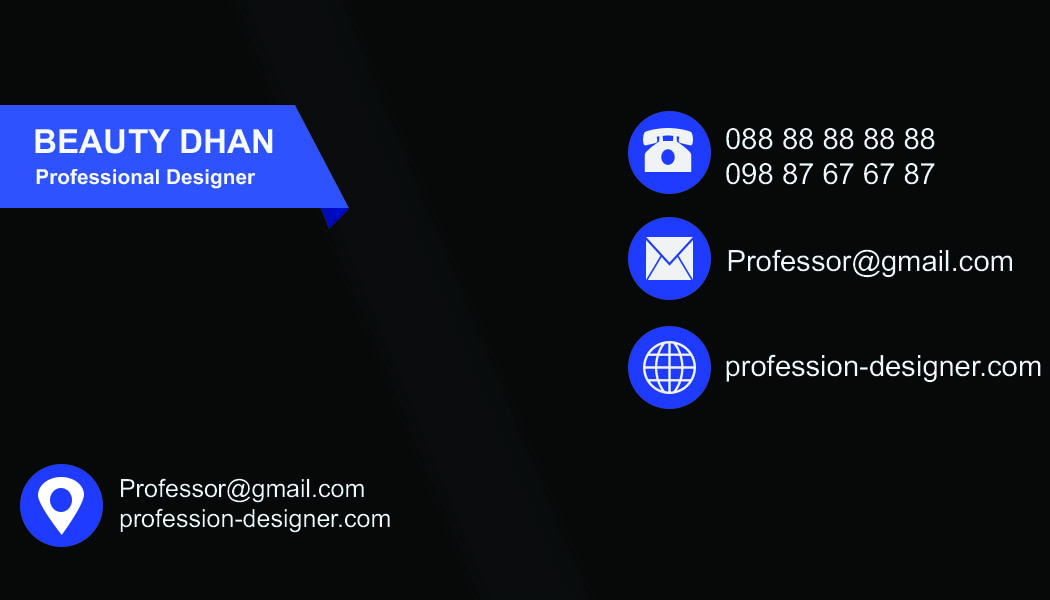 BEAUTY DHAN
Professional Designer
088 88 88 88 88
098 87 67 67 87
Professor@gmail.com
profession-designer.com
Professor@gmail.com
profession-designer.com